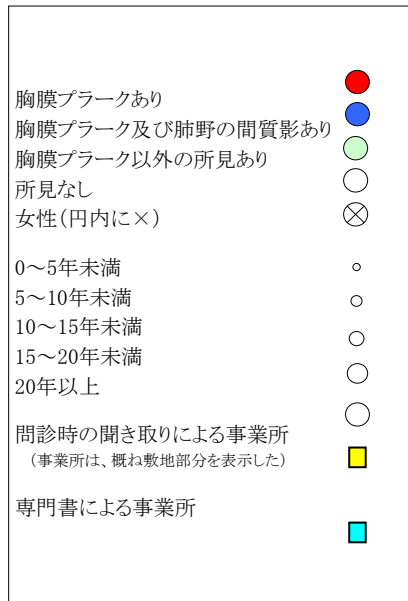 胸膜プラークあり
胸膜プラーク及び肺野の間質影あり
胸膜プラーク以外の所見あり
所見なし
女性(円内に×)
0～5年未満
5～10年未満
10～15年未満
15～20年未満
20年以上
問診時の聞き取りによる事業所
(事業所は、概ね敷地部分を表示した)
専門書による事業所